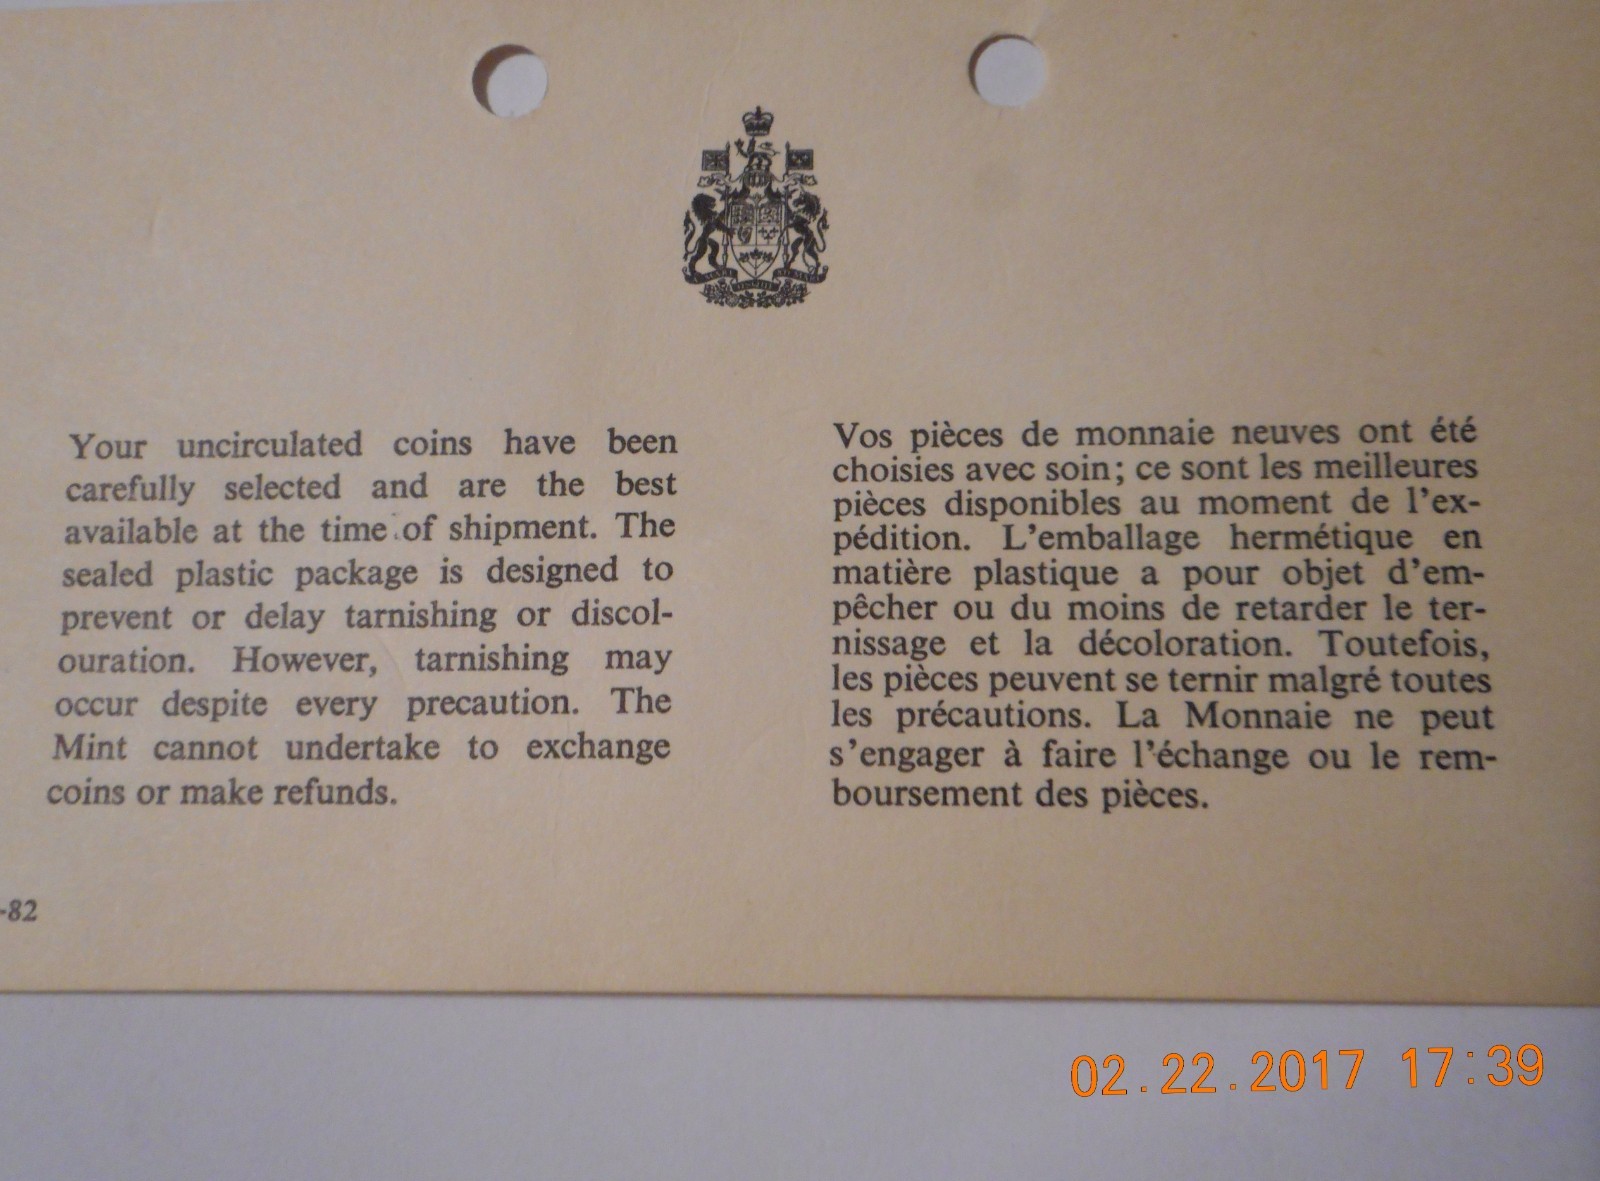 Your uncirculated coins have been
carefully selected and are the best
available at the time of shipment. The
sealed plastic package is designed to
prevent or delay tarnishing or discol-
ouration. However, tarnishing may
occur despite every precaution. The
Mint cannot undertake to exchange
coins or make refunds.
Vos pièces de monnaie neuves ont été
choisies avec soin; ce sont les meilleures
pièces disponibles au moment de l'ex-
pédition. L'emballage hermétique en
matière plastique a pour objet d'em-
pêcher ou du moins de retarder le ter-
nissage et la décoloration. Toutefois,
les pièces peuvent se ternir malgré toutes
les précautions. La Monnaie ne peut
s'engager à faire l'échange ou le rem-
boursement des pièces.
-82
02.22.2017 17:39